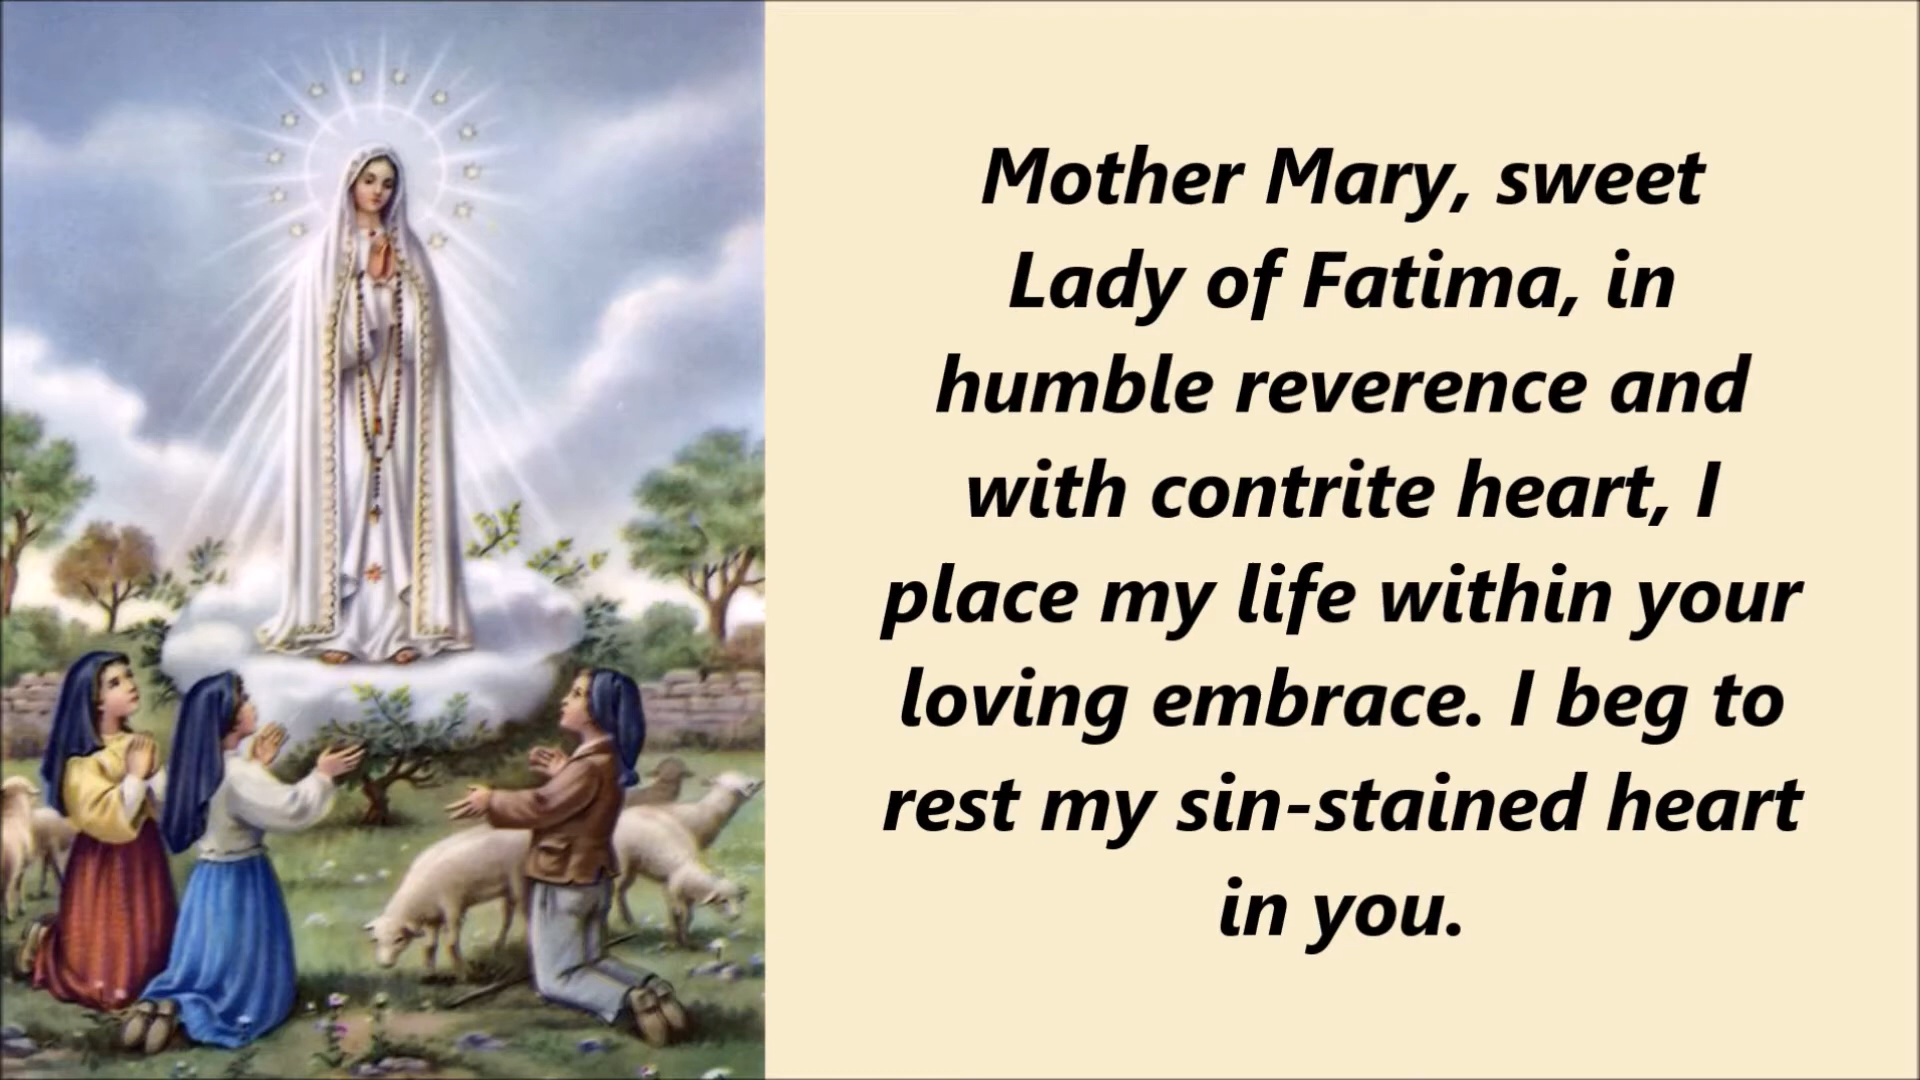 Mother Mary, sweet
Lady of Fatima, in
humble reverence and
with contrite heart, I
place my life within your
loving embrace. I beg to
rest my sin-stained heart
in you.